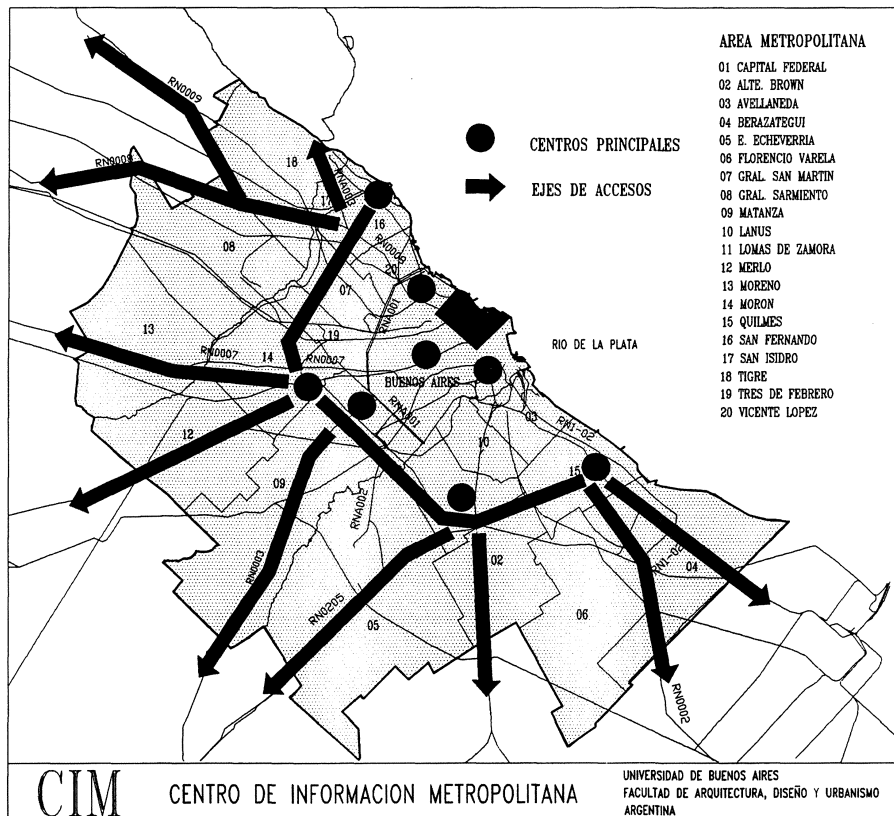 AREA METROPOLITANA
01 CAPITAL FEDERAL
02 ALTE. BROWN
03 AVELLANEDA
04 BERAZATEGUI
05 E. ECHEVERRIA
06 FLORENCIO VARELA
07 GRAL. SAN MARTIN
08 GRAL. SARMIENTO
09 MATANZA
10 LANUS
11 LOMAS DE ZAMORA
12 MERLO
13 MORENO
14 MORON
15 QUILMES
16 SAN FERNANDO
17 SAN ISIDRO
18 TIGRE
19 TRES DE FEBRERO
20 VICENTE LOPEZ
CENTROS PRINCIPALES
EJES DE ACCESOS
RN0009
RN0008
18
17
RNA002
16
08
RN0008
20
07
RNA001
13
19
RN0007
14
RN0007
RIO DE LA PLATA
BUENOS AIRES
RNA001
03
RN1-02
12
10
15
09
RNA002
RN0003
02
RN1-02
04
RN0205
05
06
RN0002
CIM
CENTRO DE INFORMACION METROPOLITANA
UNIVERSIDAD DE BUENOS AIRES
FACULTAD DE ARQUITECTURA, DISEÑO Y URBANISMO
ARGENTINA